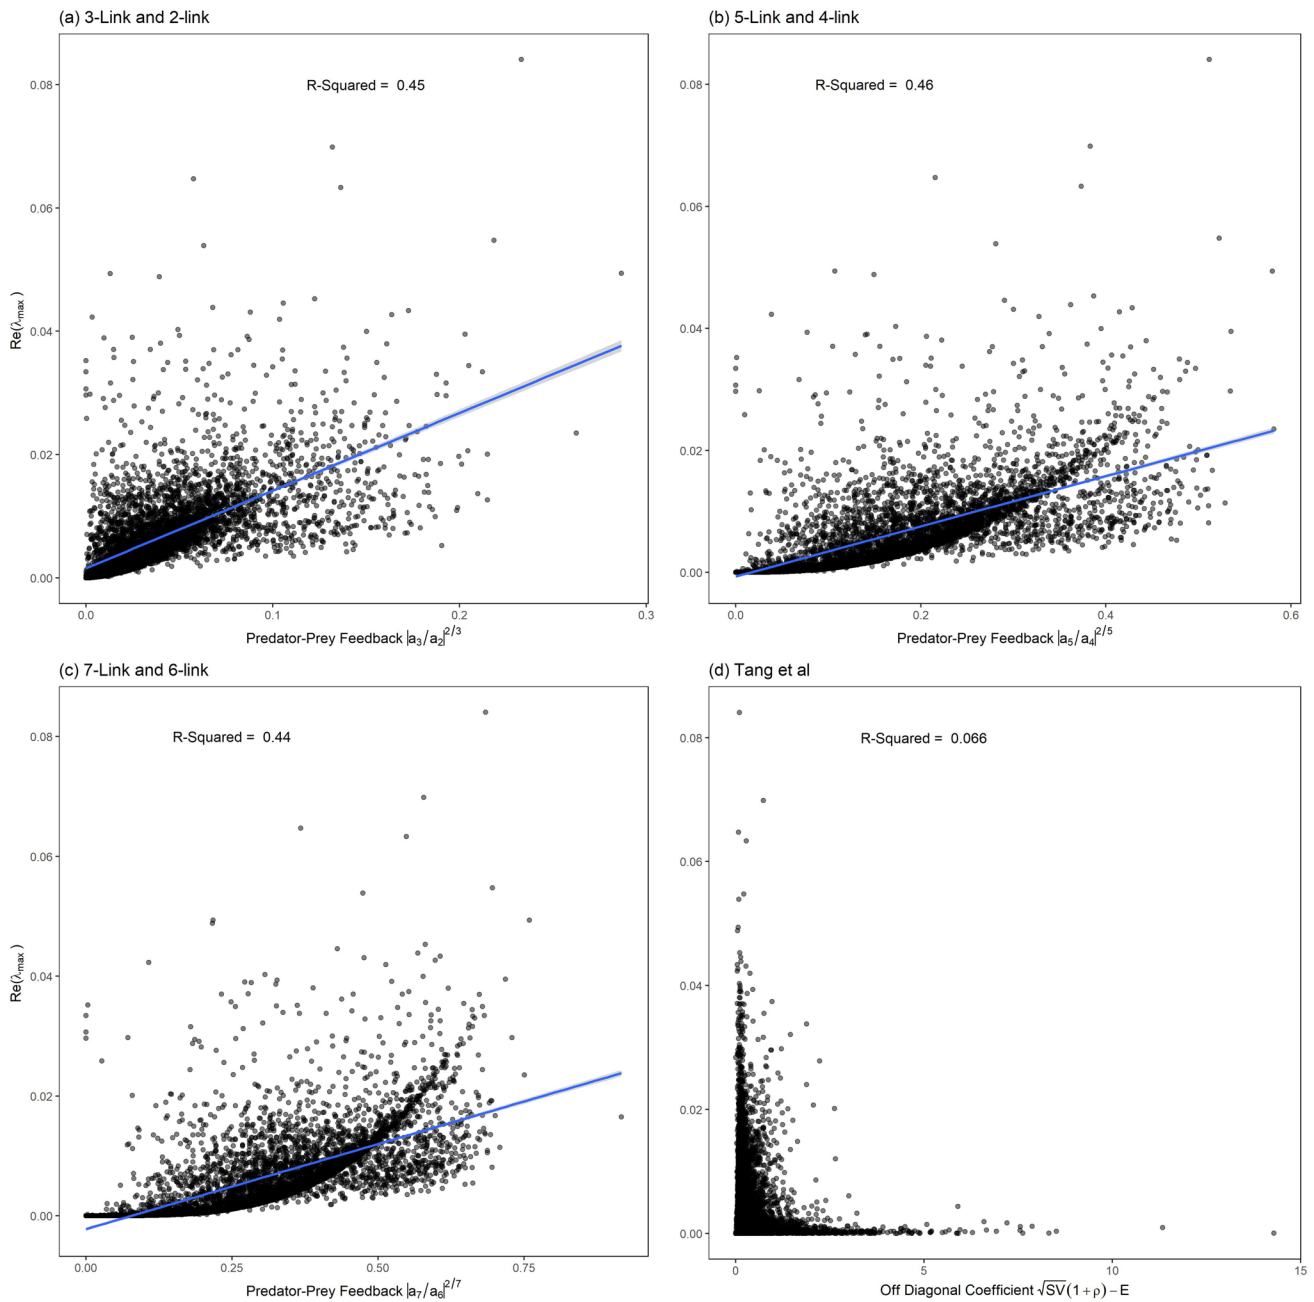 (a) 3-Link and 2-link
R-Squared = 0.45
0.08
0.06
0.04
0.02
0.00
Re(λmax)
0.0 0.1 0.2 0.3
Predator-Prey Feedback |a3/a2|^2/3
(b) 5-Link and 4-link
R-Squared = 0.46
0.08
0.06
0.04
0.02
0.00
0.0 0.2 0.4 0.6
Predator-Prey Feedback |a5/a4|^2/5
(c) 7-Link and 6-link
R-Squared = 0.44
0.08
0.06
0.04
0.02
0.00
Re(λmax)
0.00 0.25 0.50 0.75
Predator-Prey Feedback |a7/a6|^2/7
(d) Tang et al
R-Squared = 0.066
0.08
0.06
0.04
0.02
0.00
0 5 10 15
Off Diagonal Coefficient √SV(1+ρ)−E